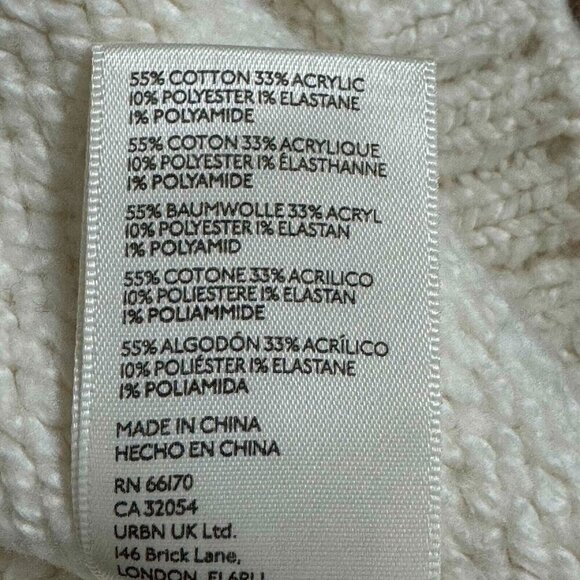 55% COTTON 33% ACRYLIC
10% POLYESTER 1% ELASTANE
1% POLYAMIDE
55% COTON 33% ACRYLIQUE
10% POLYESTER 1% ÉLASTHANNE
1% POLYAMIDE
55% BAUMWOLLE 33% ACRYL
10% POLYESTER 1% ELASTAN
1% POLYAMID
55% COTONE 33% ACRILICO
10% POLIESTERE 1% ELASTAN
1% POLIAMMIDE
55% ALGODÓN 33% ACRÍLICO
10% POLIÉSTER 1% ELASTANE
1% POLIAMIDA
MADE IN CHINA
HECHO EN CHINA
RN 66170
CA 32054
URBN UK Ltd.
146 Brick Lane,
LONDON,